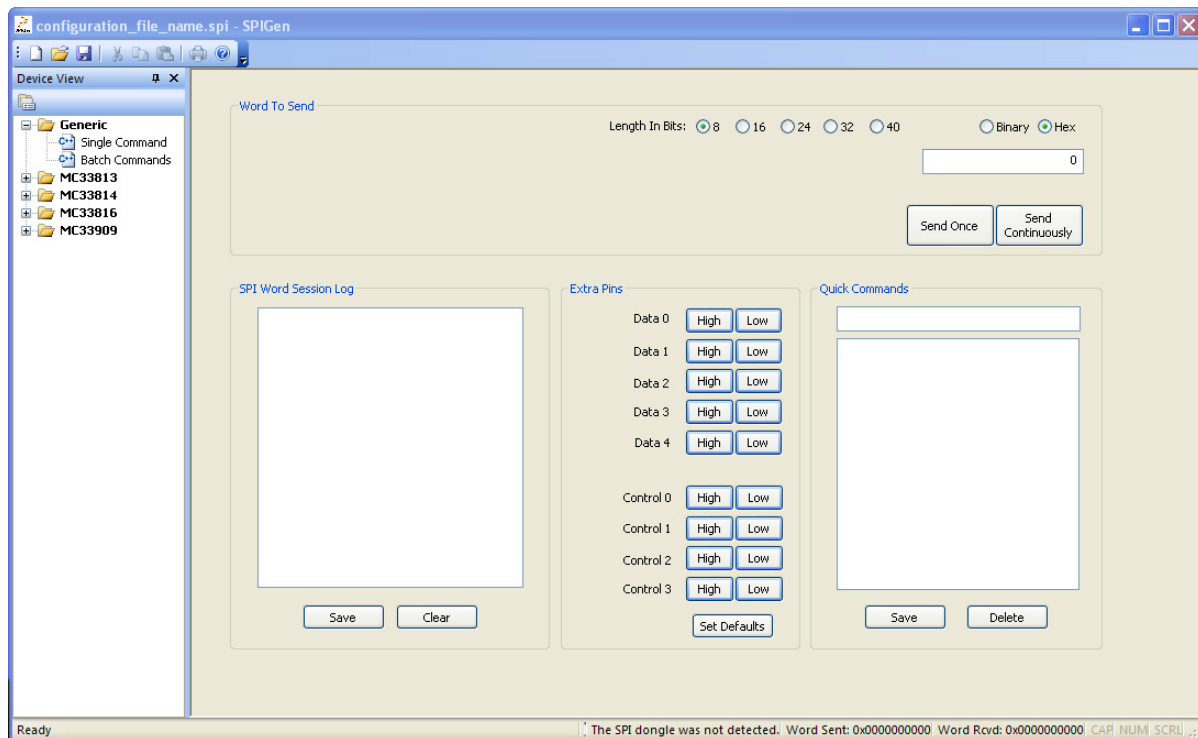 configuration_file_name.spi - SPIGen
Device View
Generic
Single Command
Batch Commands
MC33813
MC33814
MC33816
MC33909
Word To Send
Length In Bits: 8 16 24 32 40 Binary Hex
0
Send Once
Send
Continuously
SPI Word Session Log
Save Clear
Extra Pins
Data 0 High Low
Data 1 High Low
Data 2 High Low
Data 3 High Low
Data 4 High Low
Control 0 High Low
Control 1 High Low
Control 2 High Low
Control 3 High Low
Set Defaults
Quick Commands
Save Delete
Ready
The SPI dongle was not detected. Word Sent: 0x0000000000 Word Rcvd: 0x0000000000 CAP NUM SCRL